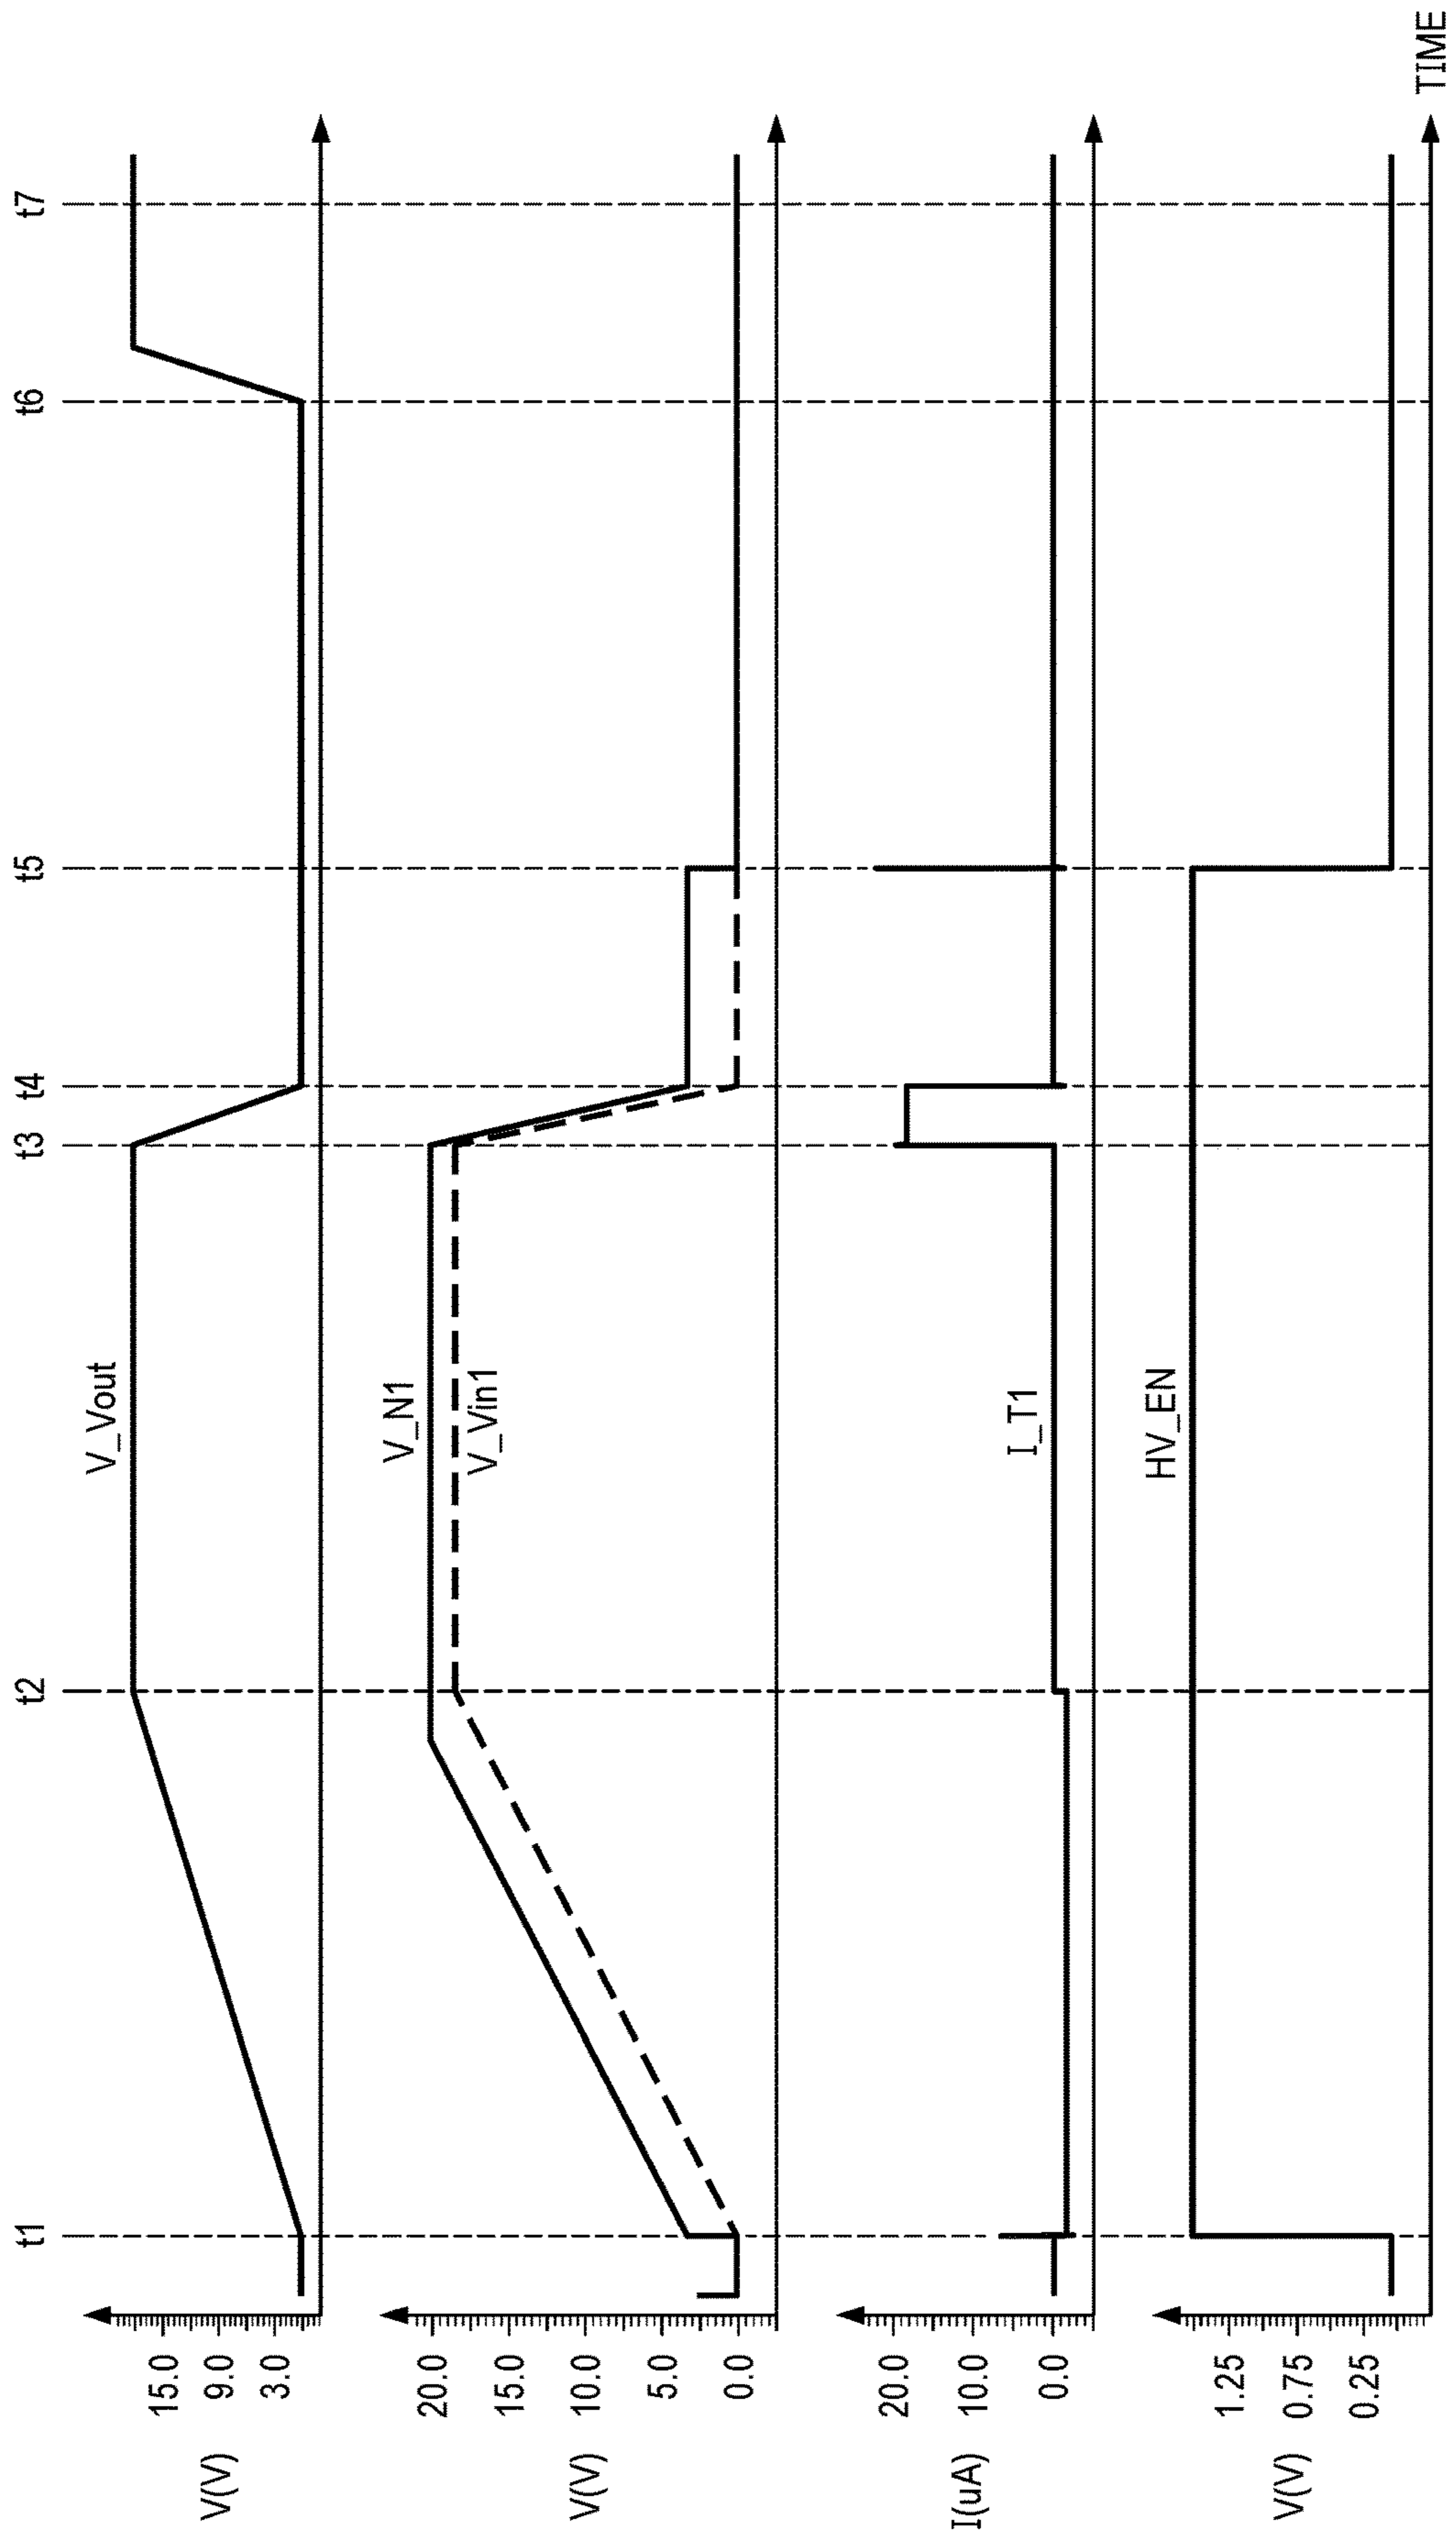 t1 t2 t3 t4 t5 t6 t7
V_Vout
15.0
9.0
3.0
V(V)
V_N1
V_Vin1
20.0
15.0
10.0
5.0
0.0
V(V)
I_T1
20.0
10.0
0.0
I(uA)
HV_EN
1.25
0.75
0.25
V(V)
TIME